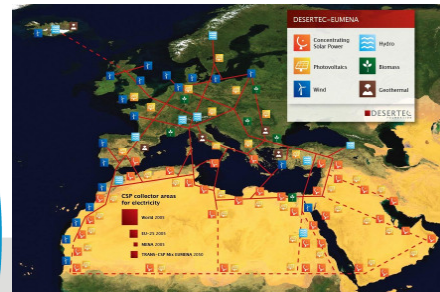 DESERTEC–EUMENA
Concentrating
Solar Power
Hydro
Photovoltaics
Biomass
Wind
Geothermal
DESERTEC
CSP collector areas
for electricity
World 2005
EU-25 2005
MENA 2005
TRANS-CSP Mix EUMENA 2050